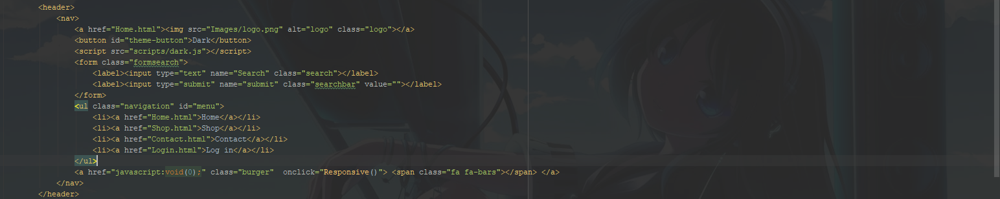 <header>
<nav>
<a href="Home.html"><img src="Images/logo.png" alt="logo" class="logo"></a>
<button id="theme-button">Dark</button>
<script src="scripts/dark.js"></script>
<form class="formsearch">
<label><input type="text" name="Search" class="search"></label>
<label><input type="submit" name="submit" class="searchbar" value=""></label>
</form>
<ul class="navigation" id="menu">
<li><a href="Home.html">Home</a></li>
<li><a href="Shop.html">Shop</a></li>
<li><a href="Contact.html">Contact</a></li>
<li><a href="Login.html">Log in</a></li>
</ul>
<a href="javascript:void(0);" class="burger"  onclick="Responsive()"> <span class="fa fa-bars"></span> </a>
</nav>
</header>